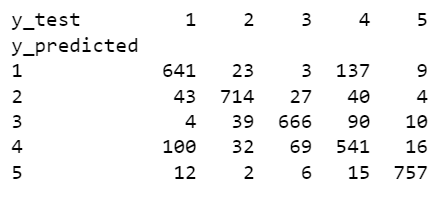 y_test 1 2 3 4 5
y_predicted
1 641 23 3 137 9
2 43 714 27 40 4
3 4 39 666 90 10
4 100 32 69 541 16
5 12 2 6 15 757